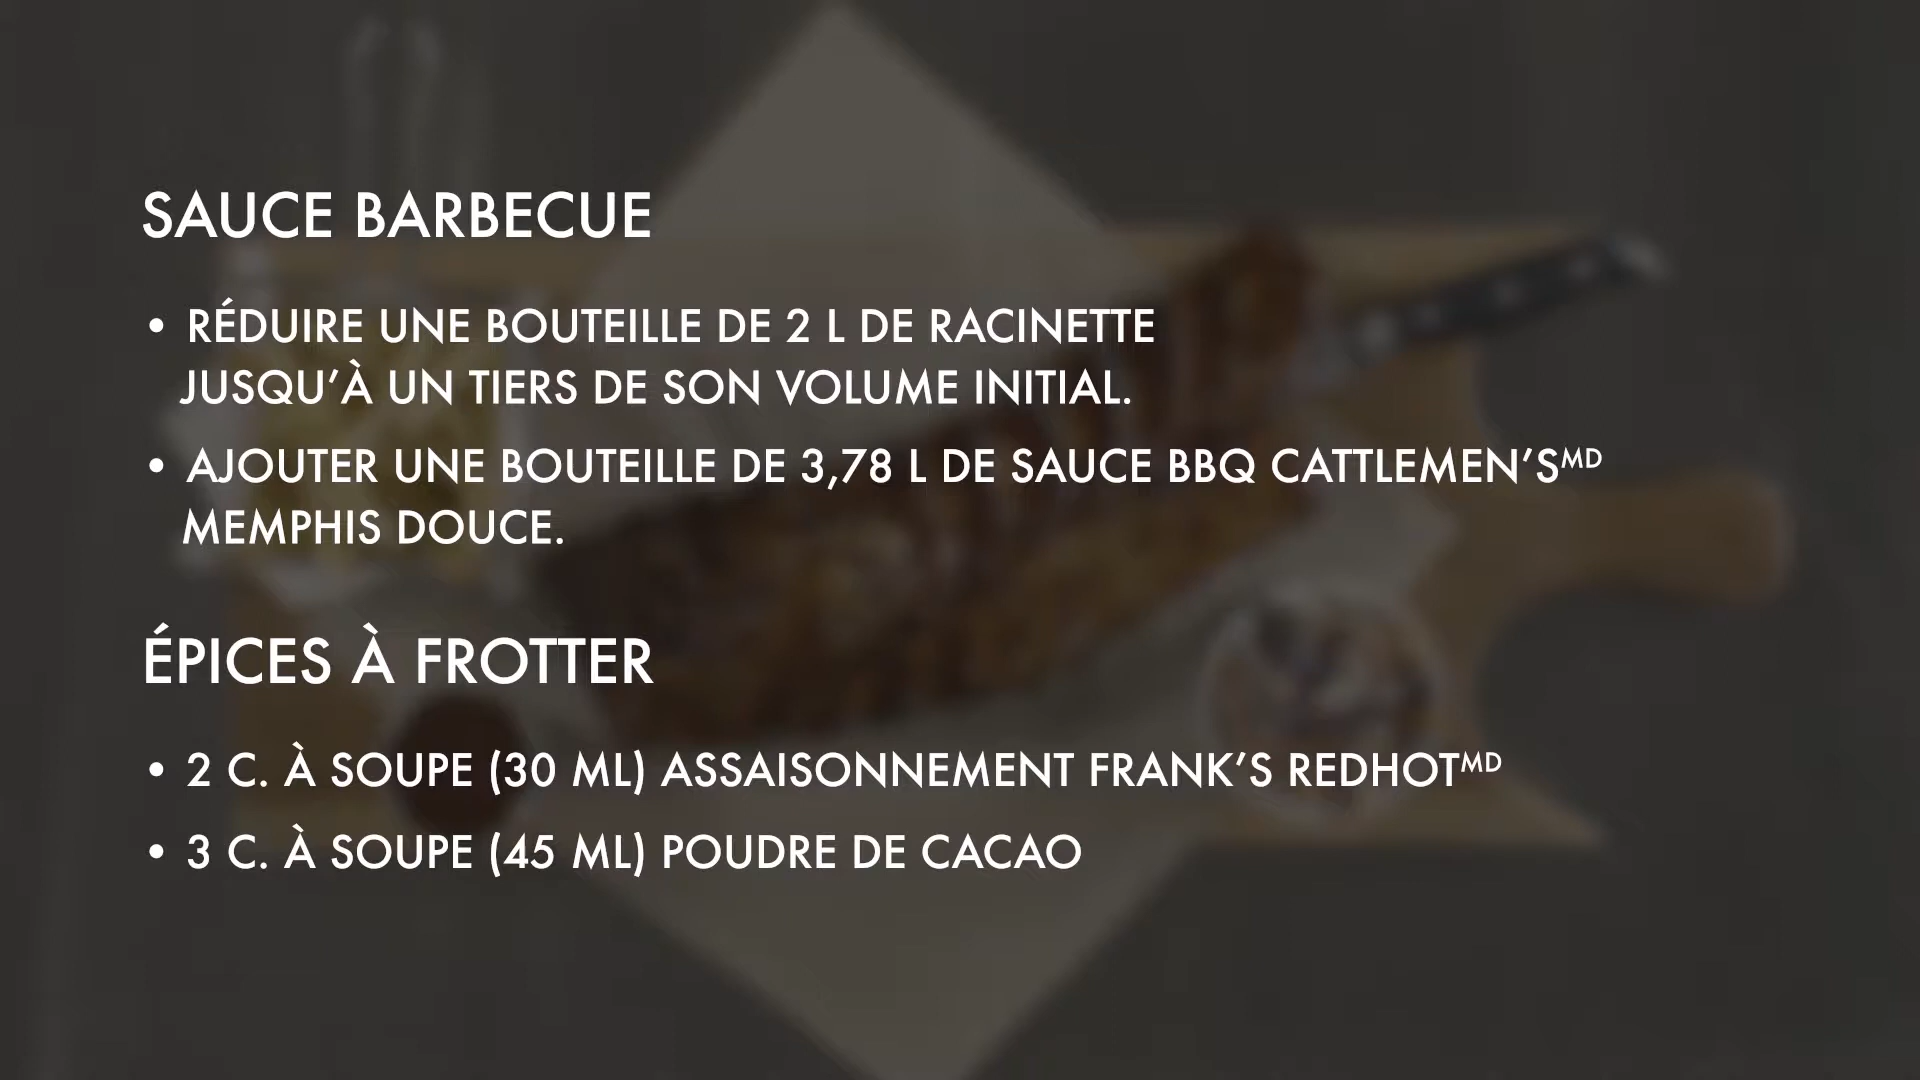 SAUCE BARBECUE
• RÉDUIRE UNE BOUTEILLE DE 2 L DE RACINETTE
JUSQU’À UN TIERS DE SON VOLUME INITIAL.
• AJOUTER UNE BOUTEILLE DE 3,78 L DE SAUCE BBQ CATTLEMEN’Sᴹᴰ
MEMPHIS DOUCE.
ÉPICES À FROTTER
• 2 C. À SOUPE (30 ML) ASSAISONNEMENT FRANK’S REDHOTᴹᴰ
• 3 C. À SOUPE (45 ML) POUDRE DE CACAO